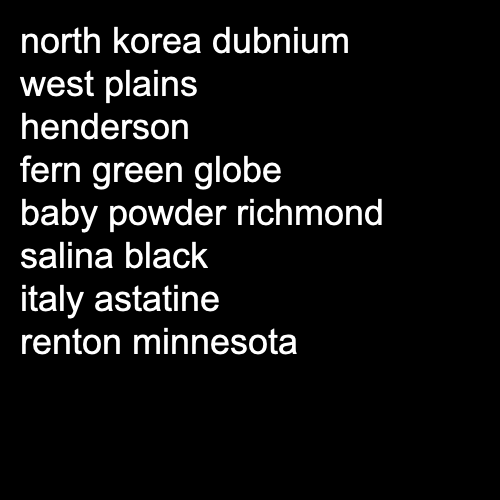 north korea dubnium
west plains
henderson
fern green globe
baby powder richmond
salina black
italy astatine
renton minnesota